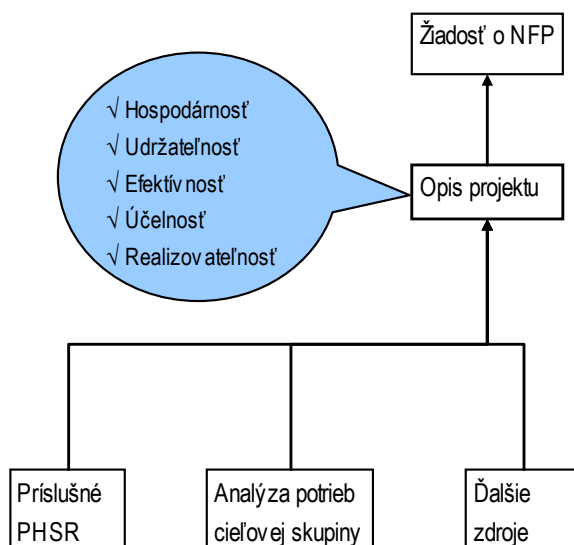 Žiadosť o NFP
√ Hospodárnosť
√ Udržateľnosť
√ Efektívnosť
√ Účelnosť
√ Realizovateľnosť
Opis projektu
Príslušné
PHSR
Analýza potrieb
cieľovej skupiny
Ďalšie
zdroje